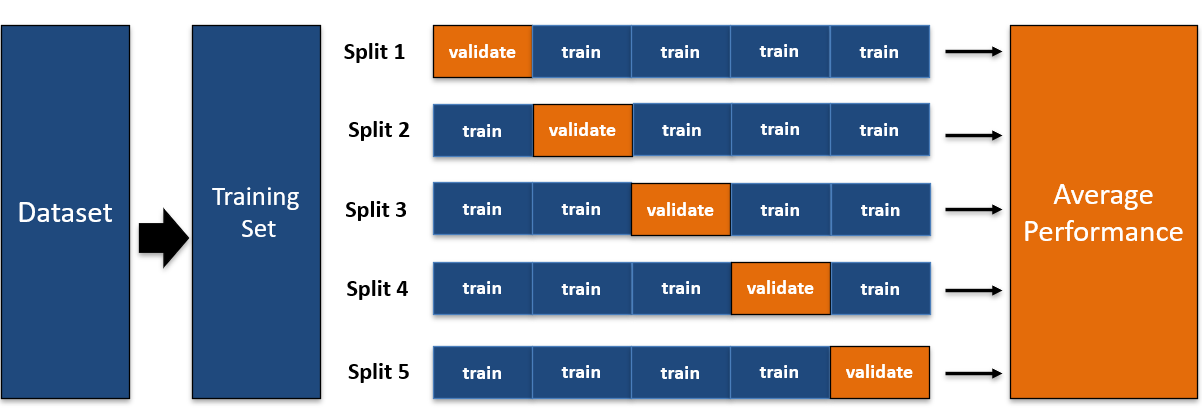 Dataset
Training
Set
Split 1 validate train train train train
Split 2 train validate train train train
Split 3 train train validate train train
Split 4 train train train validate train
Split 5 train train train train validate
Average
Performance